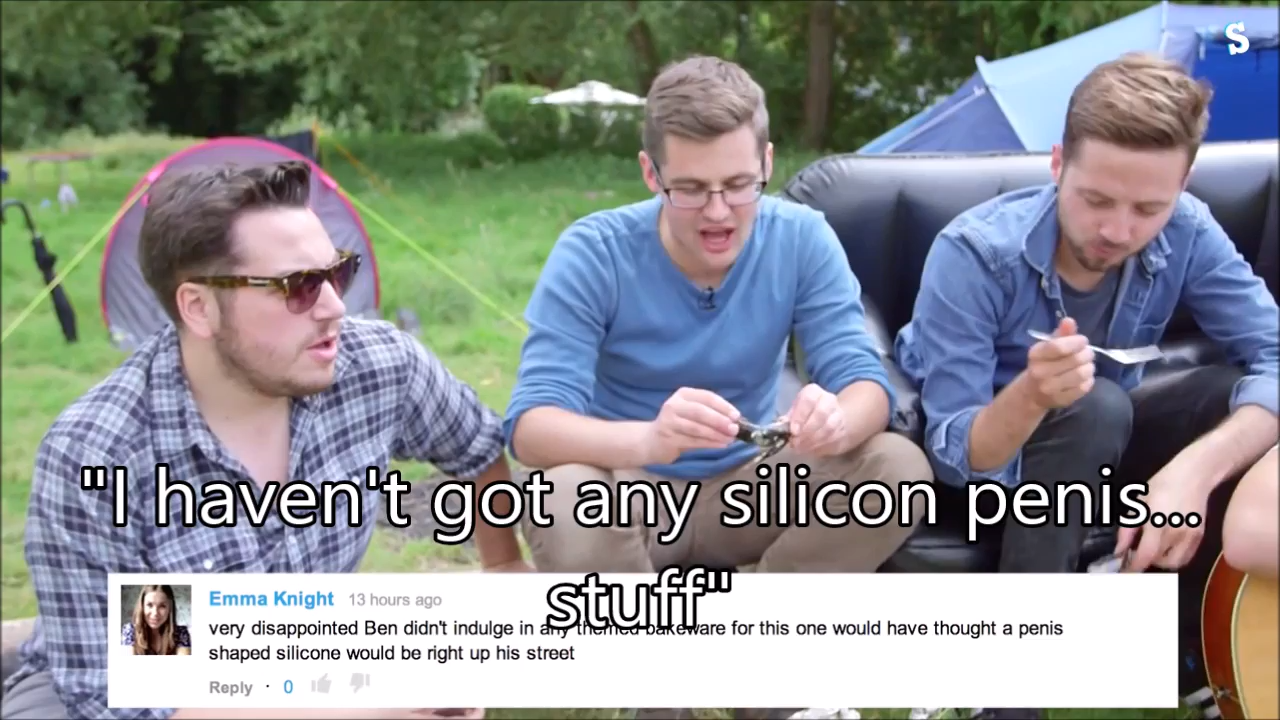 S
"I haven't got any silicon penis...
stuff"
Emma Knight 13 hours ago
very disappointed Ben didn't indulge in any themed bakeware for this one would have thought a penis
shaped silicone would be right up his street
Reply · 0